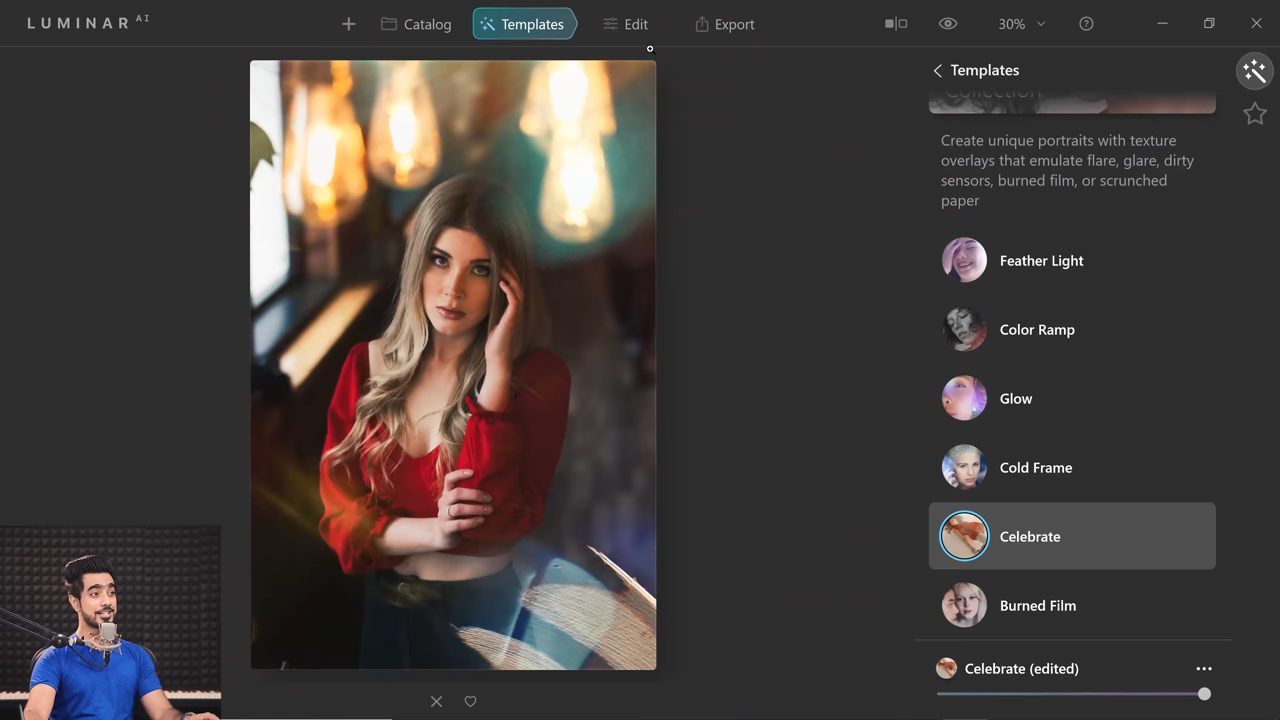 LUMINAR AI
Catalog
Templates
Edit
Export
30%
Templates
Collection
Create unique portraits with texture
overlays that emulate flare, glare, dirty
sensors, burned film, or scrunched
paper
Feather Light
Color Ramp
Glow
Cold Frame
Celebrate
Burned Film
Celebrate (edited)